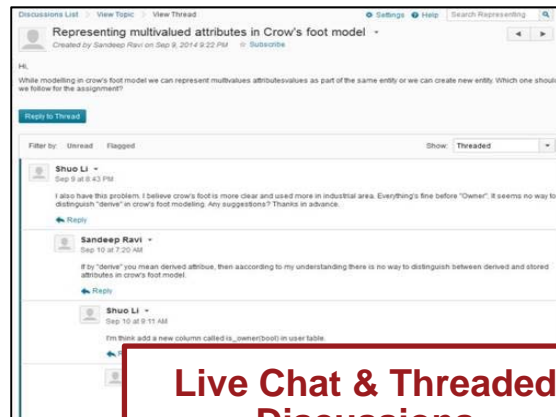 Discussions List > View Topic > View Thread Settings Help Search Representing
Representing multivalued attributes in Crow's foot model
Created by Sandeep Ravi on Sep 9, 2014 9:22 PM Subscribe
Hi,
While modelling in crow's foot model we can represent multivalues attributesvalues as part of the same entity or we can create new entity. Which one should
we follow for the assignment?
Reply to Thread
Filter by: Unread Flagged Show: Threaded
Shuo Li
Sep 9 at 8:43 PM
I also have this problem. I believe crow's foot is more clear and used more in industrial area. Everything's fine before "Owner". It seems no way to
distinguish "derive" in crow's foot modeling. Any suggestions? Thanks in advance.
Reply
Sandeep Ravi
Sep 10 at 7:20 AM
If by "derive" you mean derived attribue, then aaccording to my understanding there is no way to distinguish between derived and stored
attributes in crow's foot model.
Reply
Shuo Li
Sep 10 at 9:11 AM
I'm think add a new column called is_owner(bool) in user table.
Live Chat & Threaded
Discussions